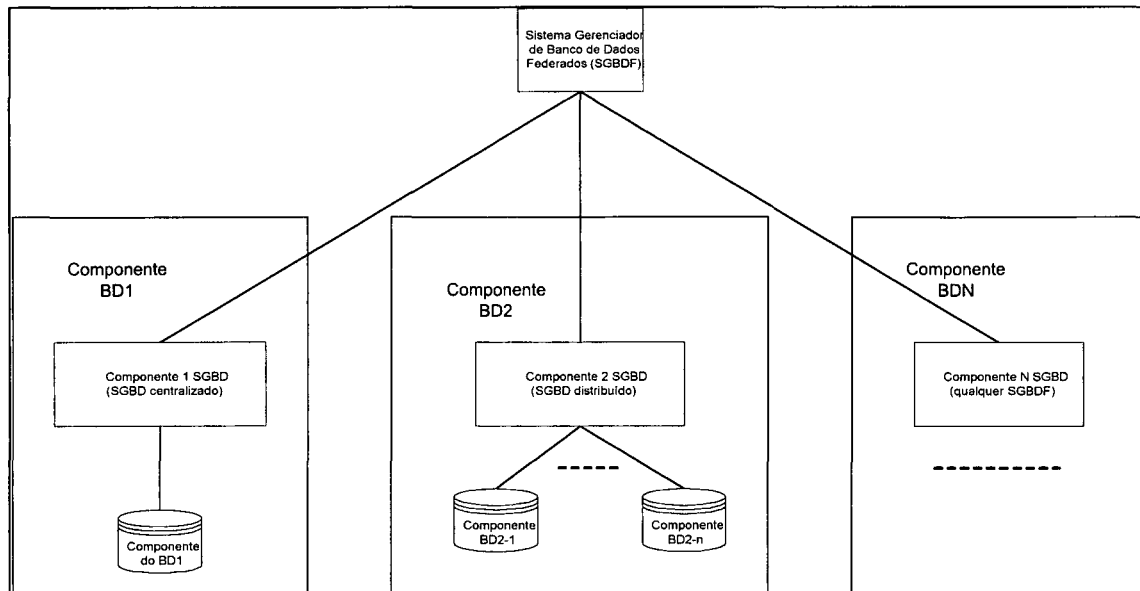 Sistema Gerenciador
de Banco de Dados
Federados (SGBDF)
Componente
BD1
Componente
BD2
Componente
BDN
Componente 1 SGBD
(SGBD centralizado)
Componente 2 SGBD
(SGBD distribuído)
Componente N SGBD
(qualquer SGBDF)
Componente
do BD1
Componente
BD2-1
Componente
BD2-n